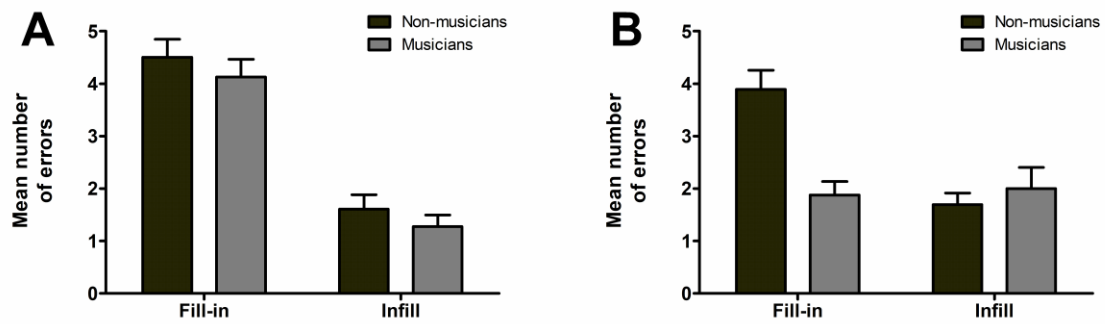 A
Non-musicians
Musicians
Mean number
of errors
5
4
3
2
1
0
Fill-in
Infill
B
Non-musicians
Musicians
Mean number
of errors
5
4
3
2
1
0
Fill-in
Infill